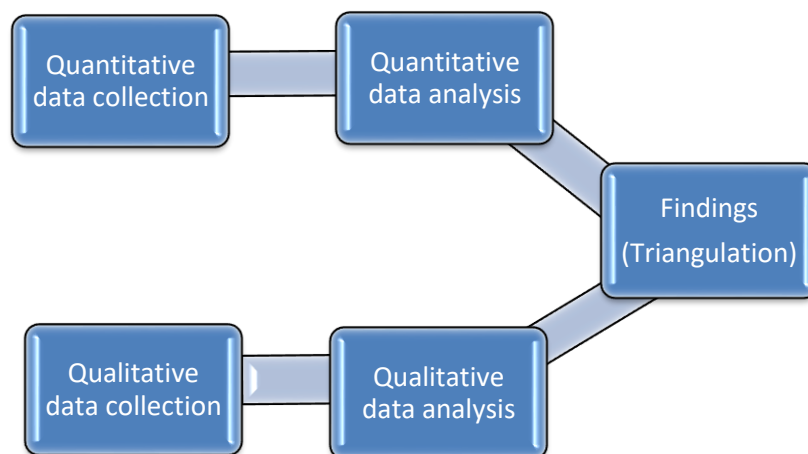 Quantitative
data collection
Quantitative
data analysis
Findings
(Triangulation)
Qualitative
data collection
Qualitative
data analysis